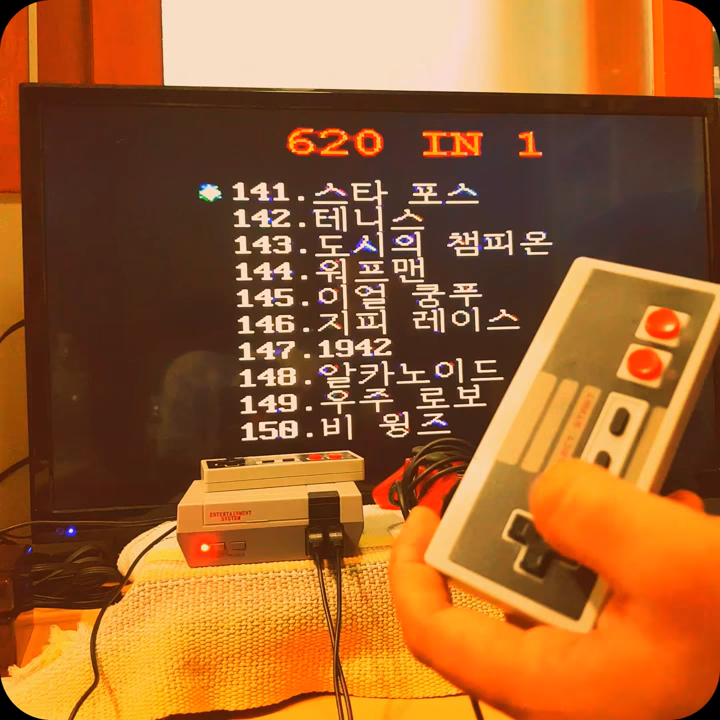 620 IN 1
141.스타 포스
142.테니스
143.도시의 챔피온
144.워프맨
145.이얼 쿵푸
146.지피 레이스
147.1942
148.알카노이드
149.우주 로보
150.비 윙즈
ENTERTAINMENT
SYSTEM
START